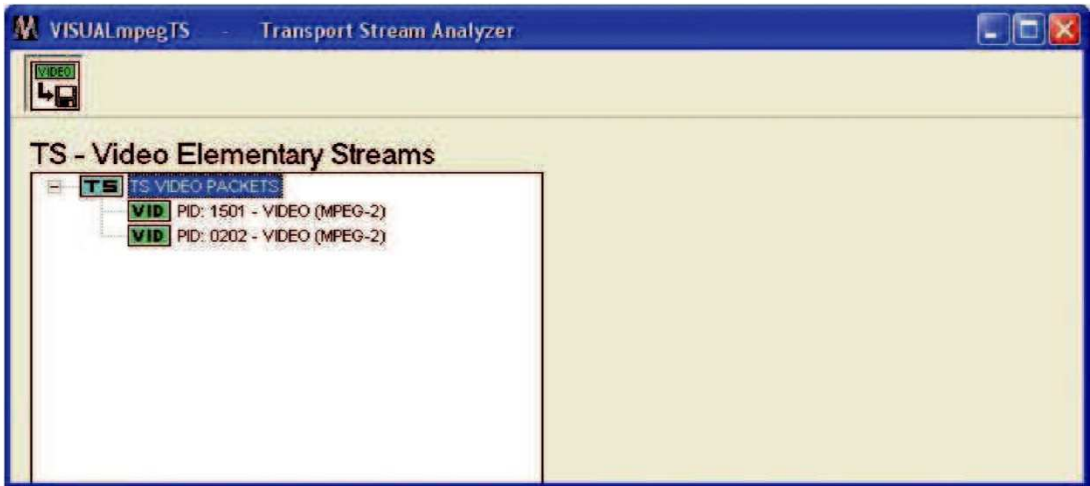 VISUALmpegTS - Transport Stream Analyzer
VIDEO
TS - Video Elementary Streams
TS TS VIDEO PACKETS
VID PID: 1501 - VIDEO (MPEG-2)
VID PID: 0202 - VIDEO (MPEG-2)